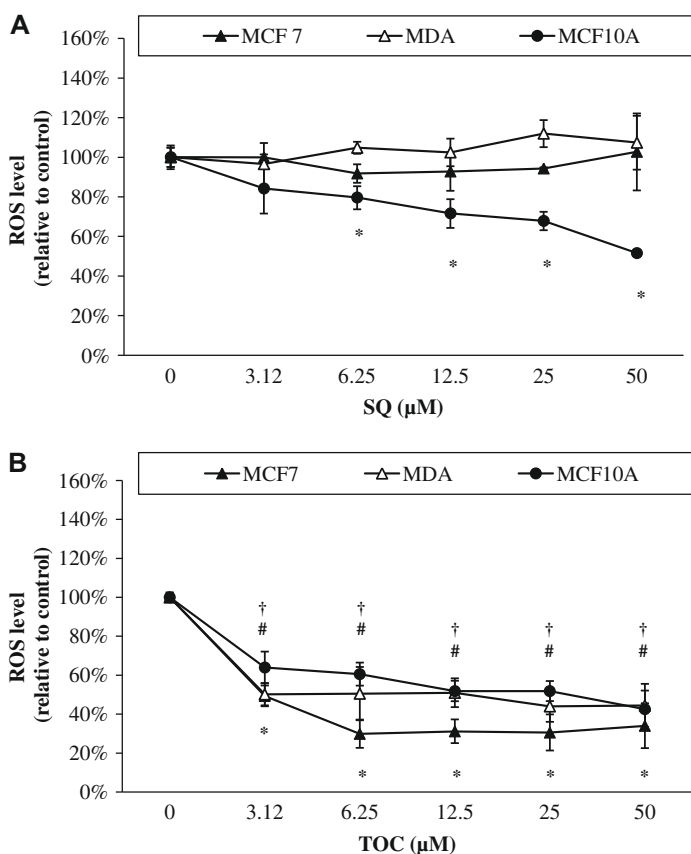 A
MCF 7 MDA MCF10A
160%
140%
120%
100%
80%
60%
40%
20%
0%
ROS level
(relative to control)
* * * *
0 3.12 6.25 12.5 25 50
SQ (µM)
B
MCF7 MDA MCF10A
160%
140%
120%
100%
80%
60%
40%
20%
0%
ROS level
(relative to control)
† † † † †
# # # # #
* * * * *
0 3.12 6.25 12.5 25 50
TOC (µM)